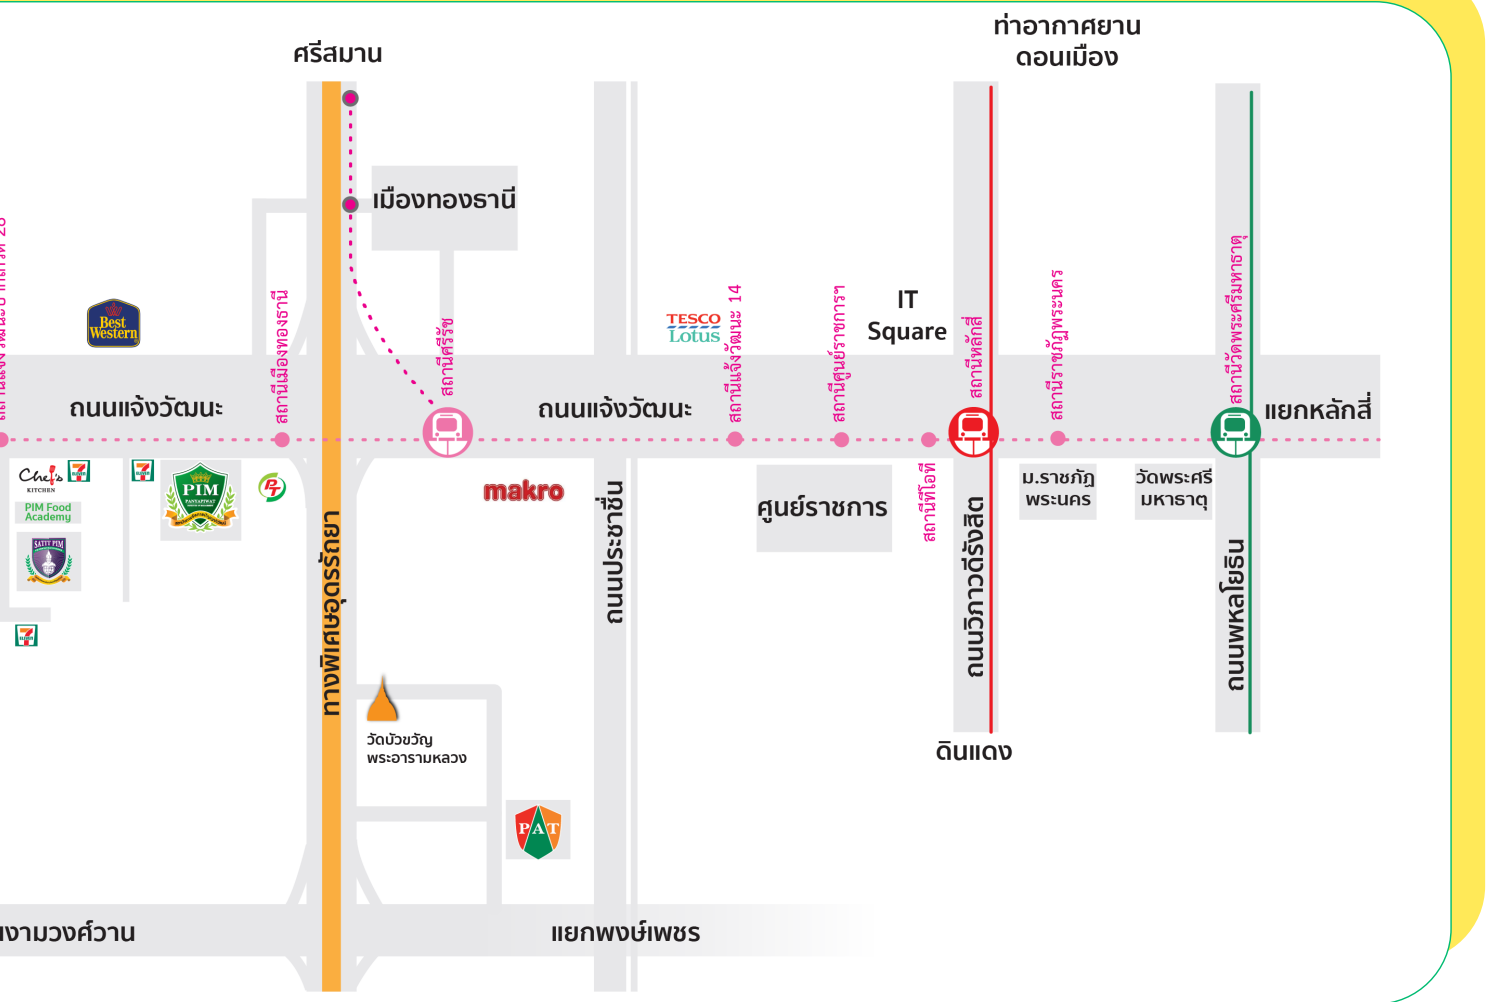 ท่าอากาศยาน
ดอนเมือง
ศรีสมาน
เมืองทองธานี
สถานีเมืองทองธานี
สถานีศรีรัช
สถานีแจ้งวัฒนะ 14
สถานีศูนย์ราชการฯ
สถานีหลักสี่
สถานีราชภัฏพระนคร
สถานีวัดพระศรีมหาธาตุ
Best
Western
TESCO
Lotus
IT
Square
ถนนแจ้งวัฒนะ
ถนนแจ้งวัฒนะ
แยกหลักสี่
Chef's
KITCHEN
7
ELEVEN
7
ELEVEN
PIM
PANYAPIWAT
PT
makro
ศูนย์ราชการ
สถานีทีโอที
ม.ราชภัฏ
พระนคร
วัดพระศรี
มหาธาตุ
PIM Food
Academy
SATIT PIM
7
ELEVEN
ทางพิเศษอุดรรัถยา
ถนนประชาชื่น
ถนนวิภาวดีรังสิต
ถนนพหลโยธิน
วัดบัวขวัญ
พระอารามหลวง
ดินแดง
PAT
งามวงศ์วาน
แยกพงษ์เพชร